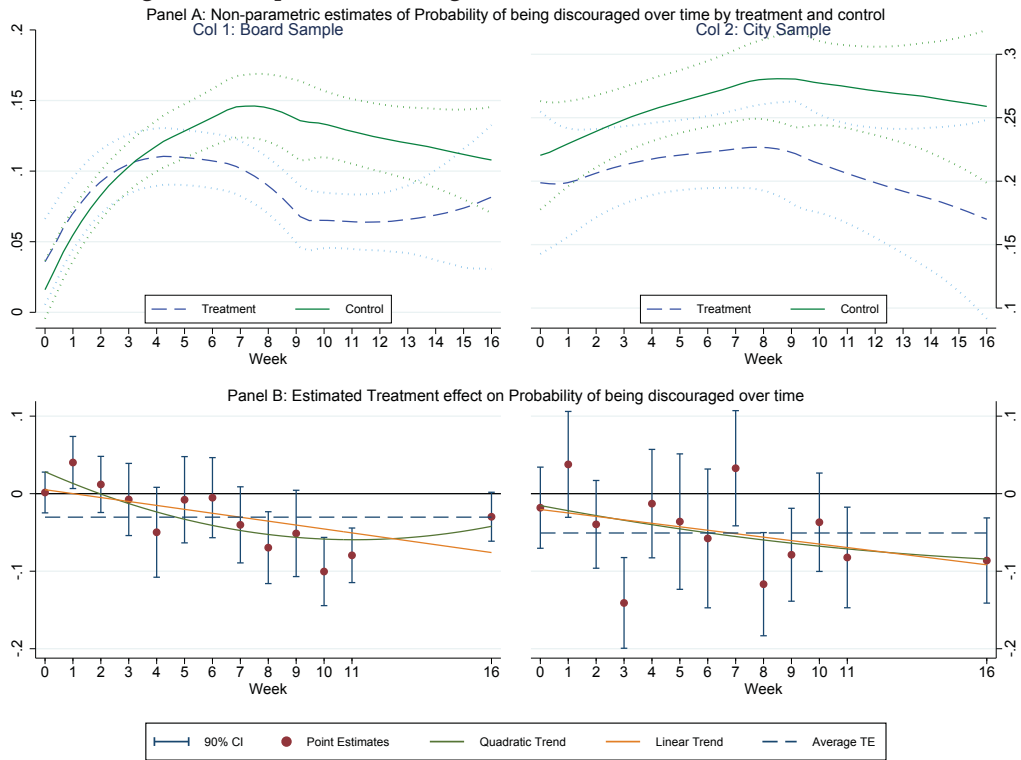 Panel A: Non-parametric estimates of Probability of being discouraged over time by treatment and control
Col 1: Board Sample
Col 2: City Sample
.2
.15
.1
.05
0
.3
.25
.2
.15
.1
Treatment
Control
Treatment
Control
0 1 2 3 4 5 6 7 8 9 10 11 12 13 14 15 16
0 1 2 3 4 5 6 7 8 9 10 11 12 13 14 15 16
Week
Week
Panel B: Estimated Treatment effect on Probability of being discouraged over time
.1
0
-.1
-.2
.1
0
-.1
-.2
0 1 2 3 4 5 6 7 8 9 10 11 16
0 1 2 3 4 5 6 7 8 9 10 11 16
Week
Week
90% CI
Point Estimates
Quadratic Trend
Linear Trend
Average TE